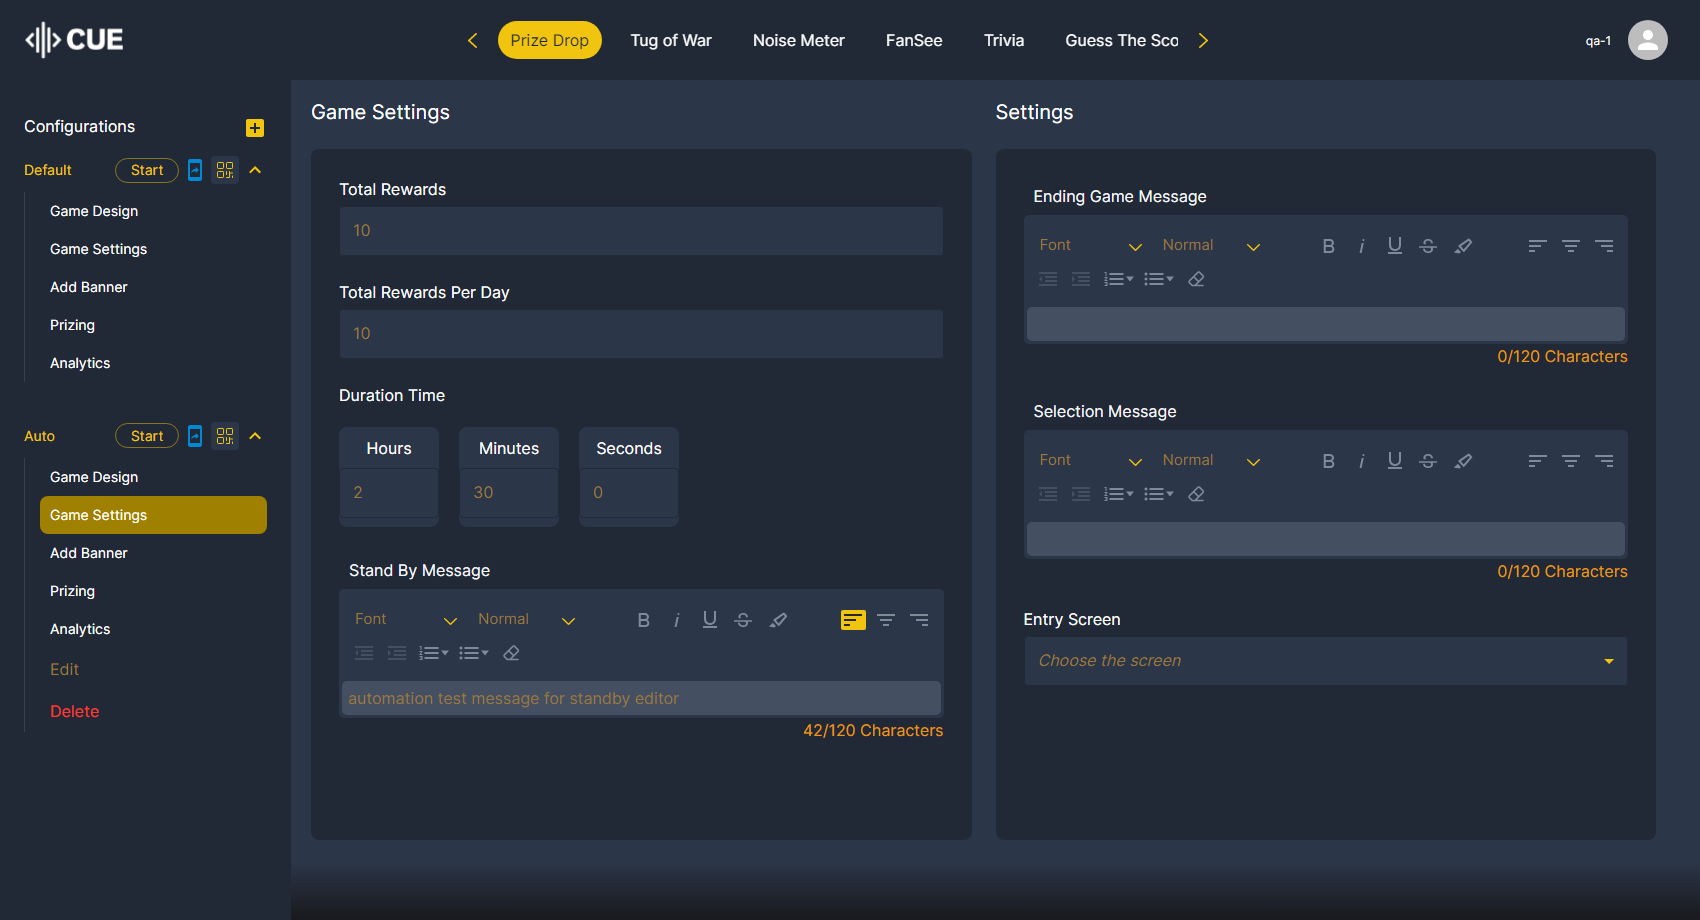 CUE
Prize Drop
Tug of War
Noise Meter
FanSee
Trivia
Guess The Sco
qa-1
Configurations
Default
Start
Game Design
Game Settings
Add Banner
Prizing
Analytics
Auto
Start
Game Design
Game Settings
Add Banner
Prizing
Analytics
Edit
Delete
Game Settings
Total Rewards
10
Total Rewards Per Day
10
Duration Time
Hours
Minutes
Seconds
2
30
0
Stand By Message
Font
Normal
B
i
U
S
automation test message for standby editor
42/120 Characters
Settings
Ending Game Message
Font
Normal
B
i
U
S
0/120 Characters
Selection Message
Font
Normal
B
i
U
S
0/120 Characters
Entry Screen
Choose the screen